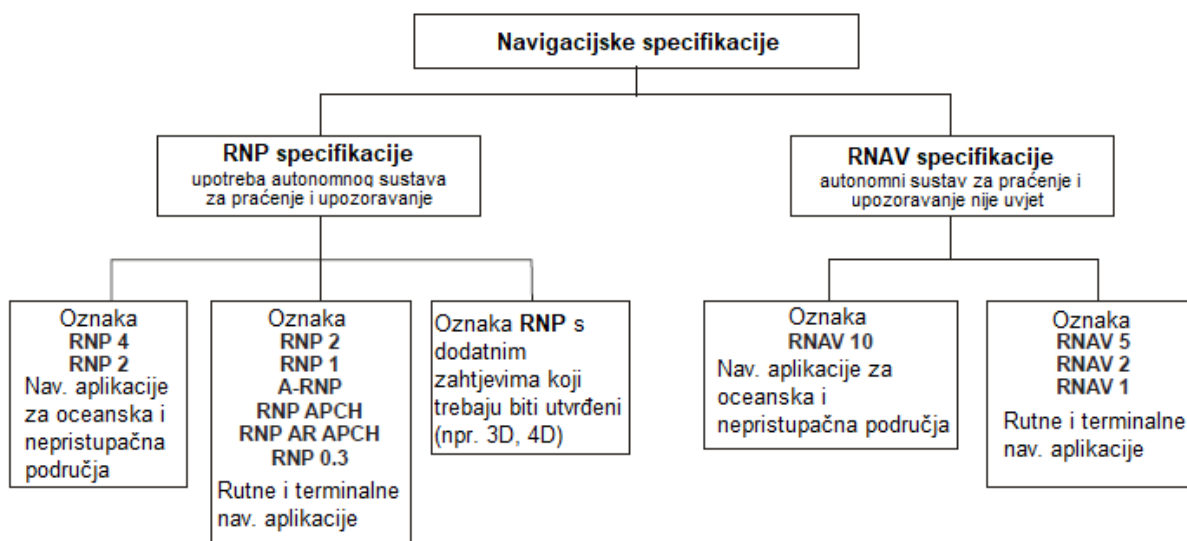 Navigacijske specifikacije
RNP specifikacije
upotreba autonomnog sustava
za praćenje i upozoravanje
RNAV specifikacije
autonomni sustav za praćenje i
upozoravanje nije uvjet
Oznaka
RNP 4
RNP 2
Nav. aplikacije
za oceanska i
nepristupačna
područja
Oznaka
RNP 2
RNP 1
A-RNP
RNP APCH
RNP AR APCH
RNP 0.3
Rutne i terminalne
nav. aplikacije
Oznaka RNP s
dodatnim
zahtjevima koji
trebaju biti utvrđeni
(npr. 3D, 4D)
Oznaka
RNAV 10
Nav. aplikacije za
oceanska i
nepristupačna područja
Oznaka
RNAV 5
RNAV 2
RNAV 1
Rutne i terminalne
nav. aplikacije